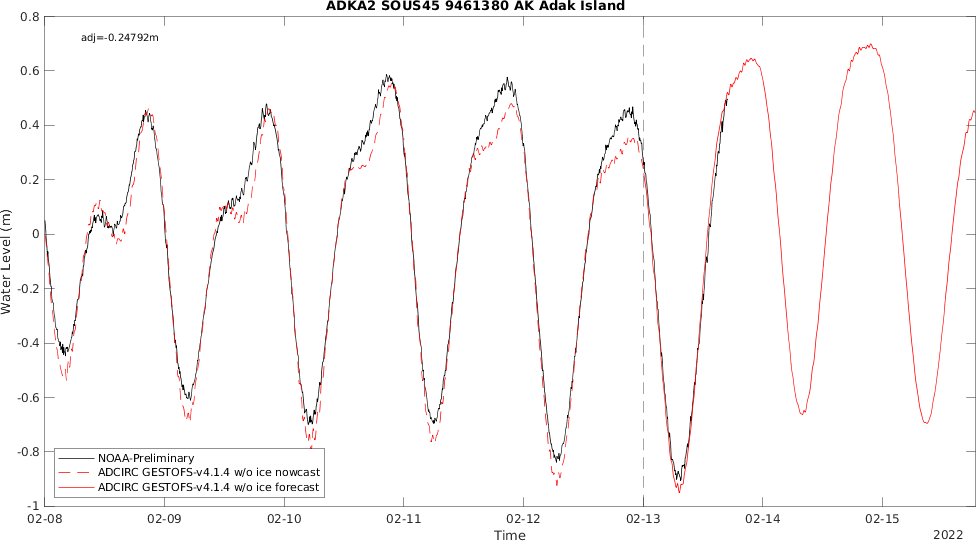 ADKA2 SOUS45 9461380 AK Adak Island
adj=-0.24792m
0.8
0.6
0.4
0.2
0
-0.2
-0.4
-0.6
-0.8
-1
Water Level (m)
NOAA-Preliminary
ADCIRC GESTOFS-v4.1.4 w/o ice nowcast
ADCIRC GESTOFS-v4.1.4 w/o ice forecast
02-08 02-09 02-10 02-11 02-12 02-13 02-14 02-15
Time
2022